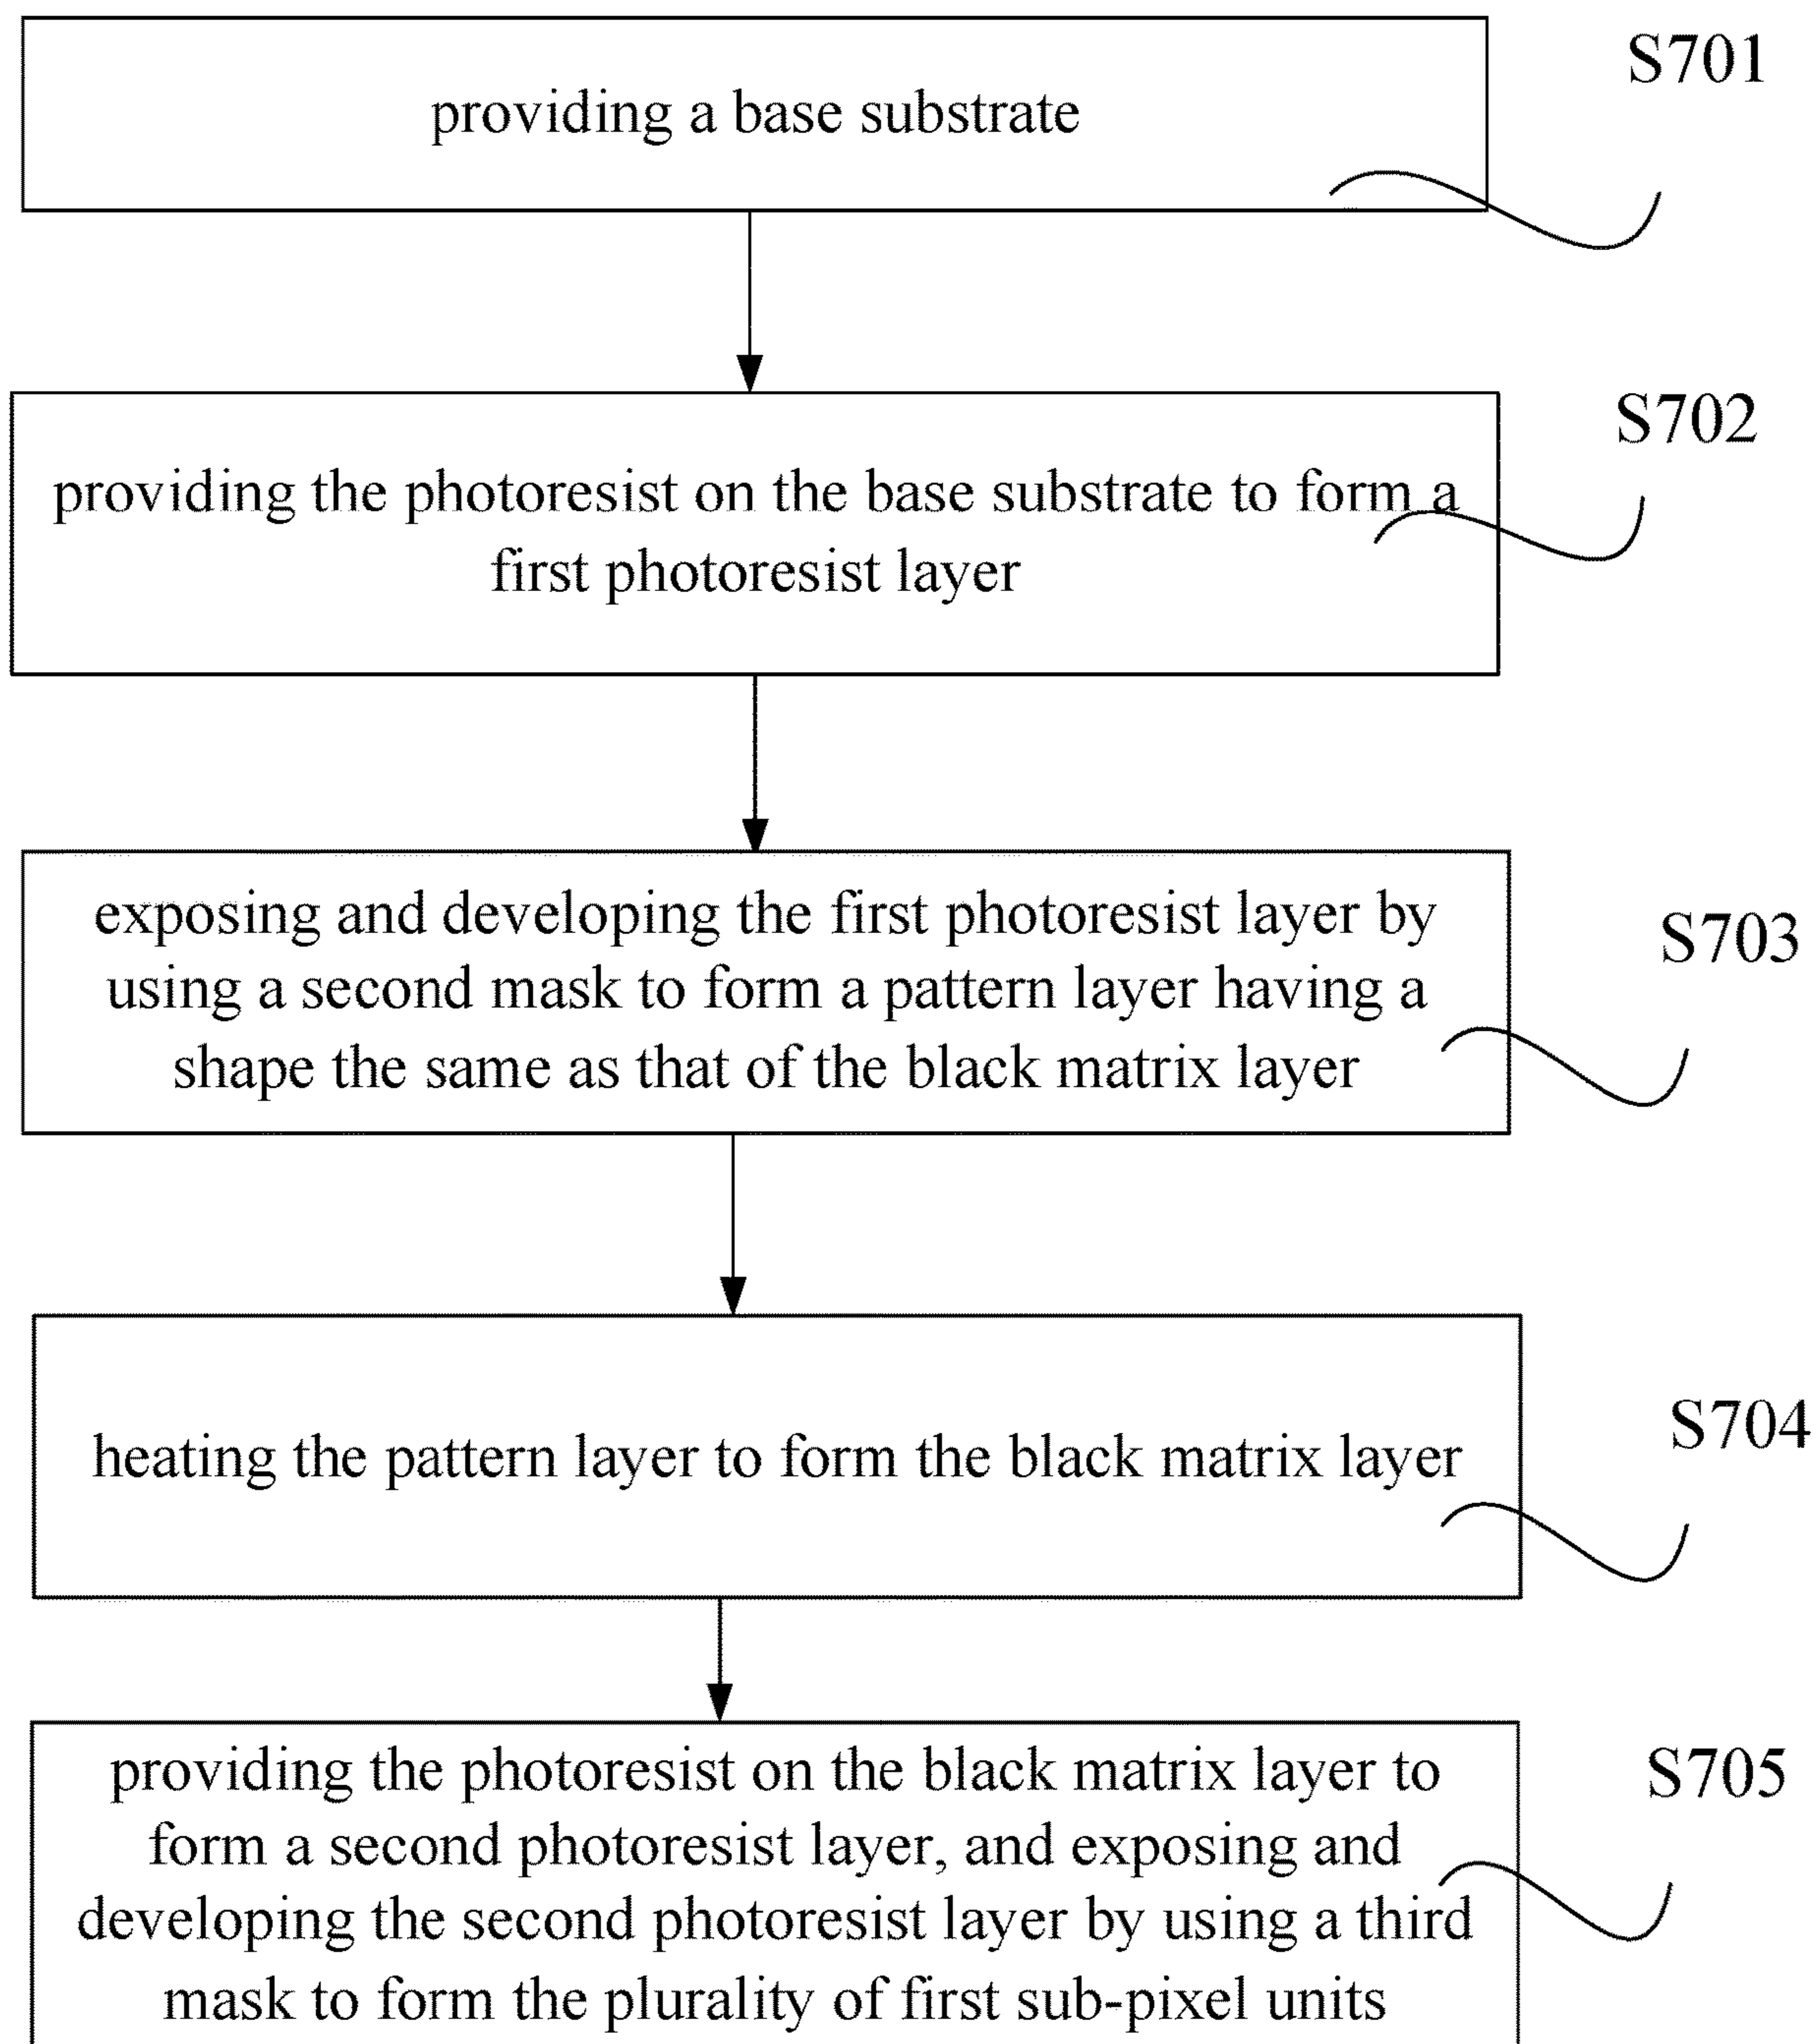 providing a base substrate
S701
providing the photoresist on the base substrate to form a
first photoresist layer
S702
exposing and developing the first photoresist layer by
using a second mask to form a pattern layer having a
shape the same as that of the black matrix layer
S703
heating the pattern layer to form the black matrix layer
S704
providing the photoresist on the black matrix layer to
form a second photoresist layer, and exposing and
developing the second photoresist layer by using a third
mask to form the plurality of first sub-pixel units
S705